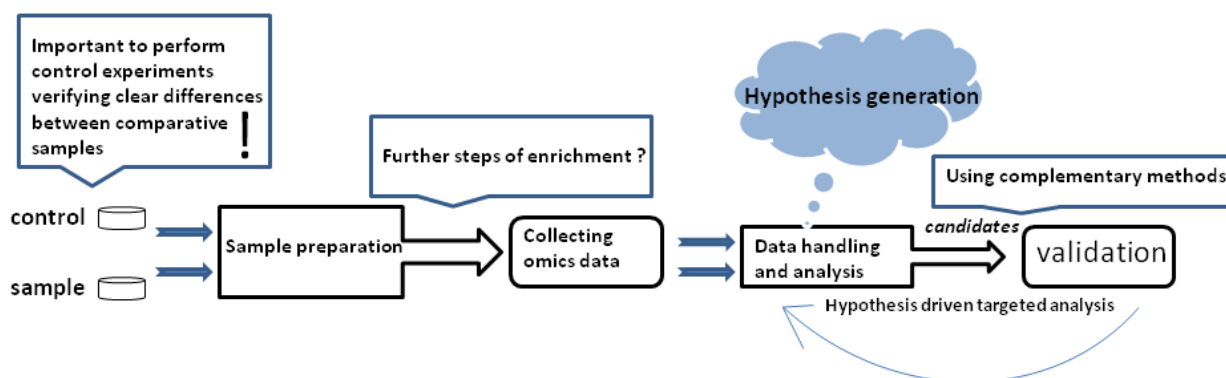 Important to perform
control experiments
verifying clear differences
between comparative
samples
!
Further steps of enrichment ?
Hypothesis generation
Using complementary methods
control
sample
Sample preparation
Collecting
omics data
Data handling
and analysis
candidates
validation
Hypothesis driven targeted analysis